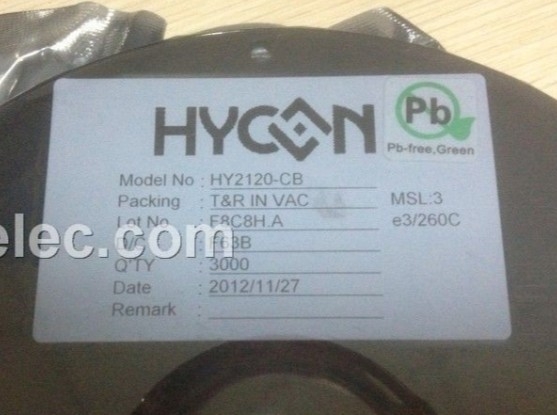 HYCON
Pb
Pb-free,Green
Model No : HY2120-CB
Packing : T&R IN VAC MSL:3
Lot No : F8C8H.A e3/260C
elec.com
D/C : F63B
Q'TY : 3000
Date : 2012/11/27
Remark :